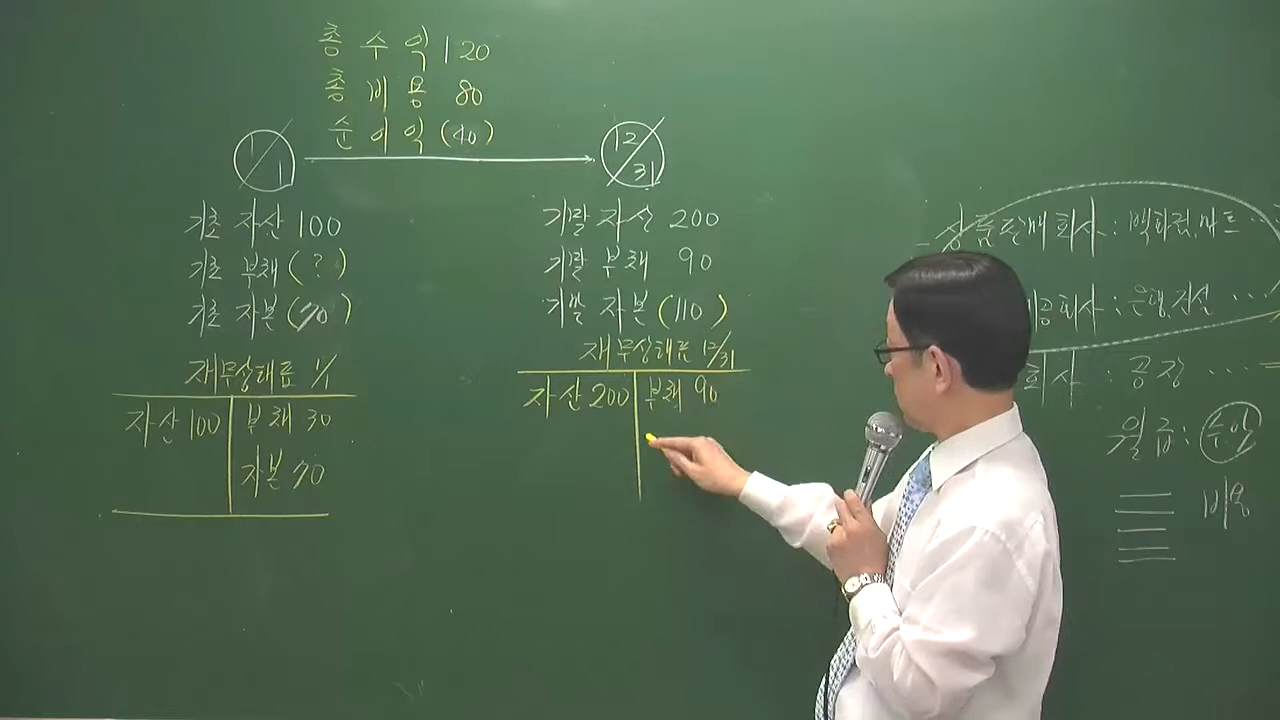 총 수 익 120
총 비 용 80
순 이 익 (40)
1/1
12/31
기초 자산 100
기초 부채 (?)
기초 자본 (70)
재무상태표 1/1
자산 100 부채 30
자본 70
기말 자산 200
기말 부채 90
기말 자본 (110)
재무상태표 12/31
자산 200 부채 90
상품판매회사 : 백화점, 마트 ...
회사 : 은행, 건설 ...
회사 : 공장 ... =
월급 : 수익
비용